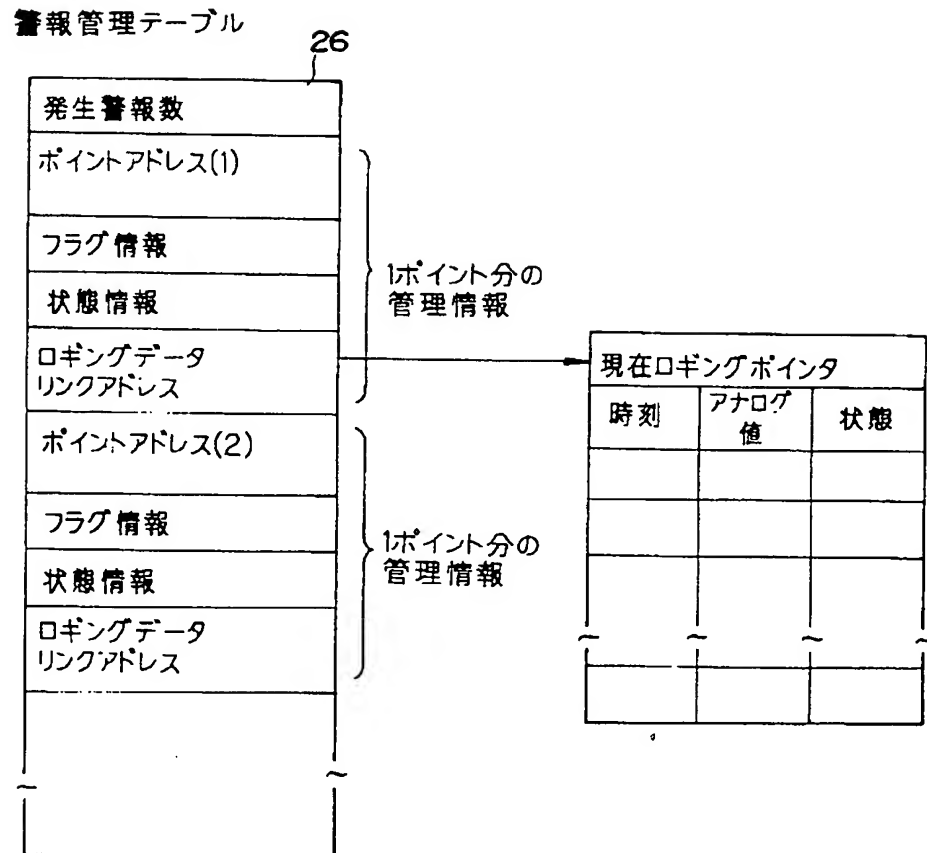 警報管理テーブル
26
発生警報数
ポイントアドレス(1)
フラグ情報
状態情報
ロギングデータ
リンクアドレス
1ポイント分の
管理情報
ポイントアドレス(2)
フラグ情報
状態情報
ロギングデータ
リンクアドレス
1ポイント分の
管理情報
現在ロギングポインタ
時刻
アナログ
値
状態